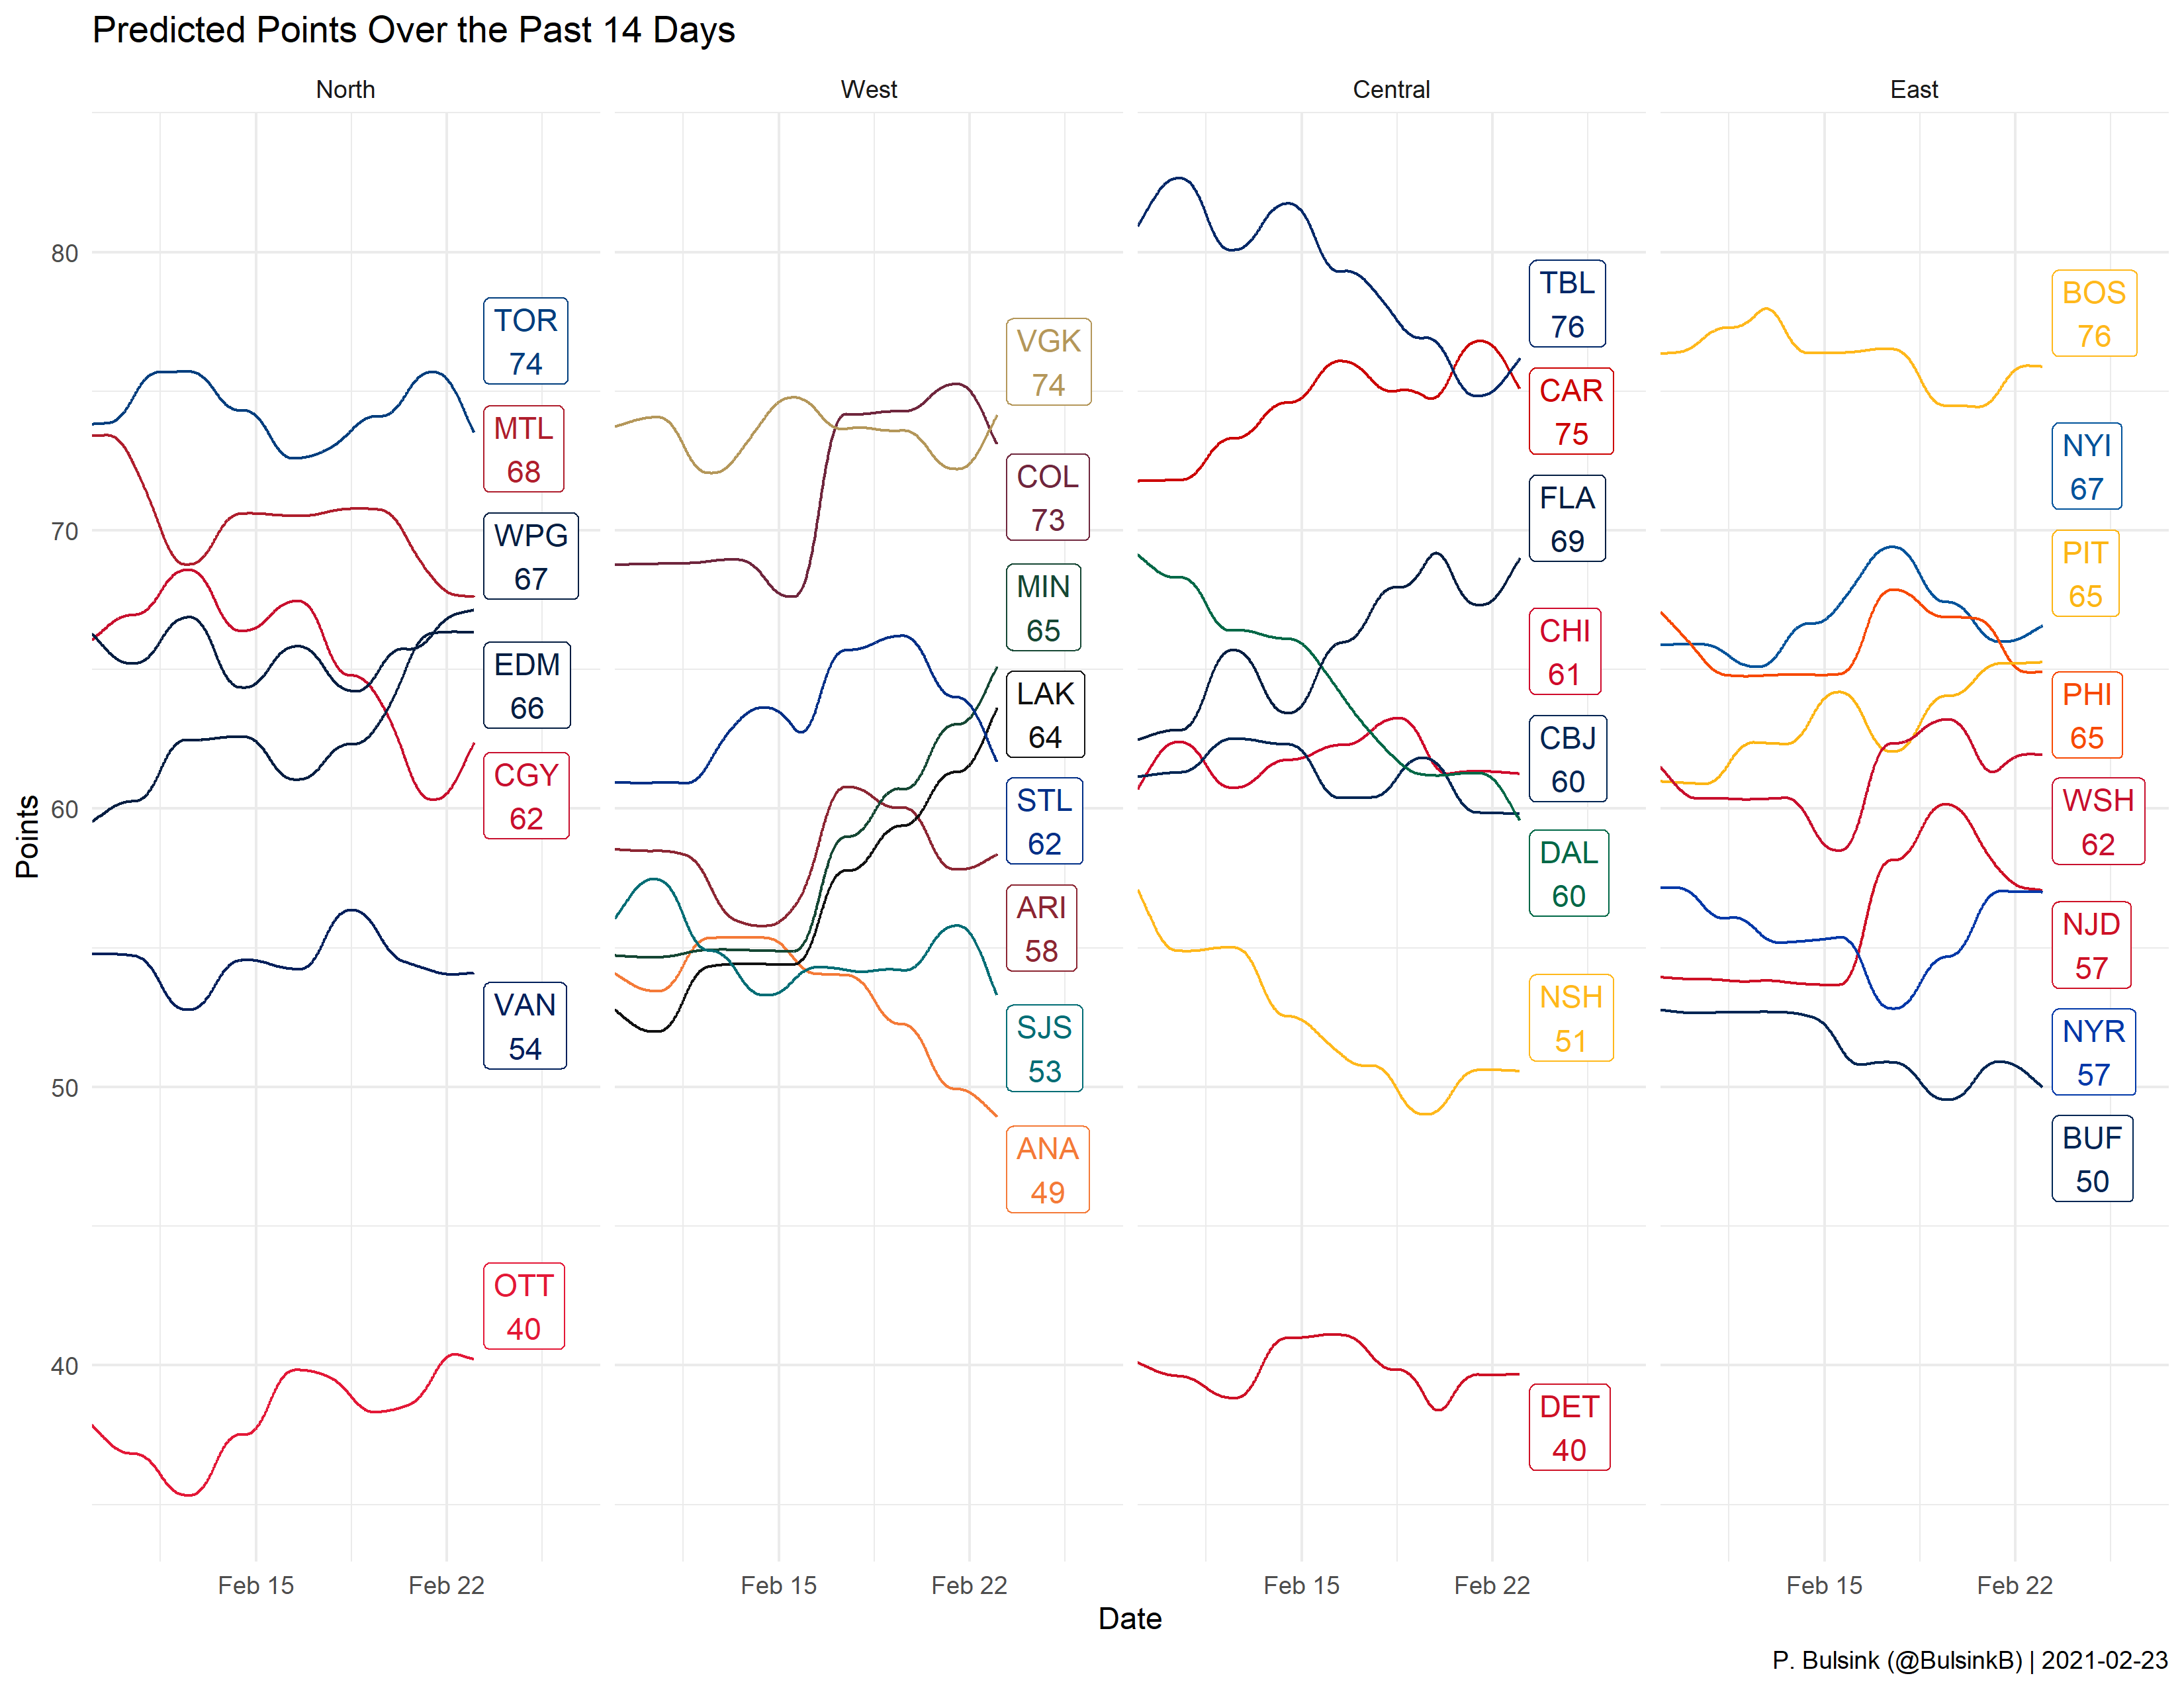 Predicted Points Over the Past 14 Days
North
West
Central
East
Points
80
70
60
50
40
TOR
74
MTL
68
WPG
67
EDM
66
CGY
62
VAN
54
OTT
40
VGK
74
COL
73
MIN
65
LAK
64
STL
62
ARI
58
SJS
53
ANA
49
TBL
76
CAR
75
FLA
69
CHI
61
CBJ
60
DAL
60
NSH
51
DET
40
BOS
76
NYI
67
PIT
65
PHI
65
WSH
62
NJD
57
NYR
57
BUF
50
Feb 15
Feb 22
Feb 15
Feb 22
Feb 15
Feb 22
Feb 15
Feb 22
Date
P. Bulsink (@BulsinkB) | 2021-02-23